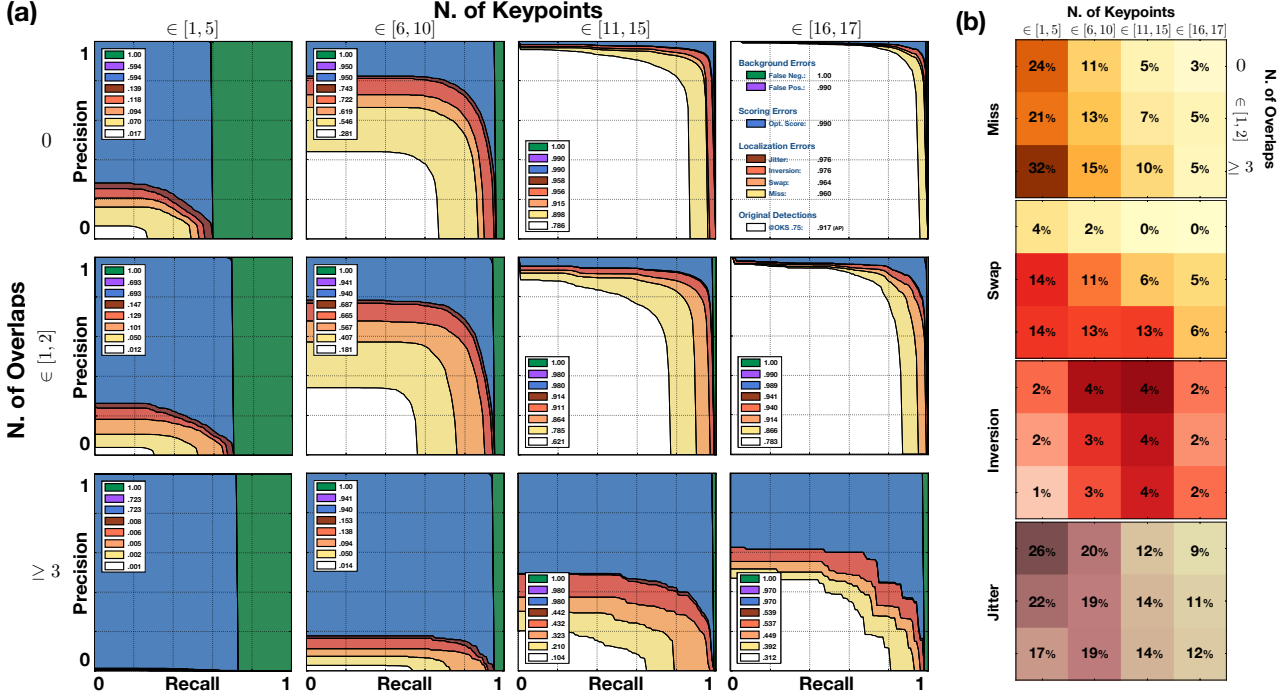 (a)
N. of Keypoints
∈ [1, 5]
∈ [6, 10]
∈ [11, 15]
∈ [16, 17]
N. of Overlaps
0
Precision
1
0
1.00
.594
.594
.139
.118
.094
.070
.017
1.00
.950
.950
.743
.722
.619
.546
.281
1.00
.990
.990
.958
.956
.915
.898
.786
Background Errors
False Neg.: 1.00
False Pos.: .990
Scoring Errors
Opt. Score: .990
Localization Errors
Jitter: .976
Inversion: .976
Swap: .964
Miss: .960
Original Detections
@OKS .75: .917 (AP)
∈ [1, 2]
Precision
1
0
1.00
.693
.693
.147
.129
.101
.050
.012
1.00
.941
.940
.687
.665
.567
.407
.181
1.00
.980
.980
.914
.911
.864
.785
.621
1.00
.990
.989
.941
.940
.914
.866
.783
≥ 3
Precision
1
0
1.00
.723
.723
.008
.006
.005
.002
.001
1.00
.941
.940
.153
.138
.094
.050
.014
1.00
.980
.980
.442
.432
.323
.210
.104
1.00
.970
.970
.539
.537
.449
.392
.312
0 Recall 1
0 Recall 1
0 Recall 1
0 Recall 1
(b)
N. of Keypoints
∈ [1, 5] ∈ [6, 10] ∈ [11, 15] ∈ [16, 17]
N. of Overlaps
0
∈ [1, 2]
≥ 3
Miss
24% 11% 5% 3%
21% 13% 7% 5%
32% 15% 10% 5%
Swap
4% 2% 0% 0%
14% 11% 6% 5%
14% 13% 13% 6%
Inversion
2% 4% 4% 2%
2% 3% 4% 2%
1% 3% 4% 2%
Jitter
26% 20% 12% 9%
22% 19% 14% 11%
17% 19% 14% 12%